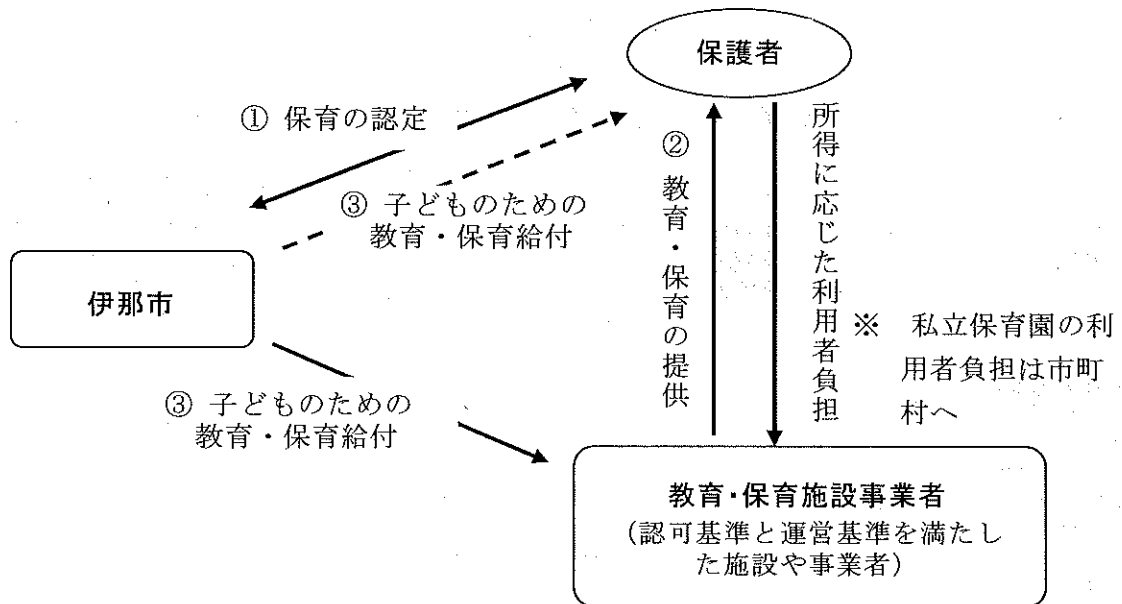 保護者
① 保育の認定
③ 子どものための
教育・保育給付
② 教育・保育の提供
所得に応じた利用者負担
伊那市
※ 私立保育園の利
用者負担は市町
村へ
③ 子どものための
教育・保育給付
教育・保育施設事業者
(認可基準と運営基準を満たし
た施設や事業者)